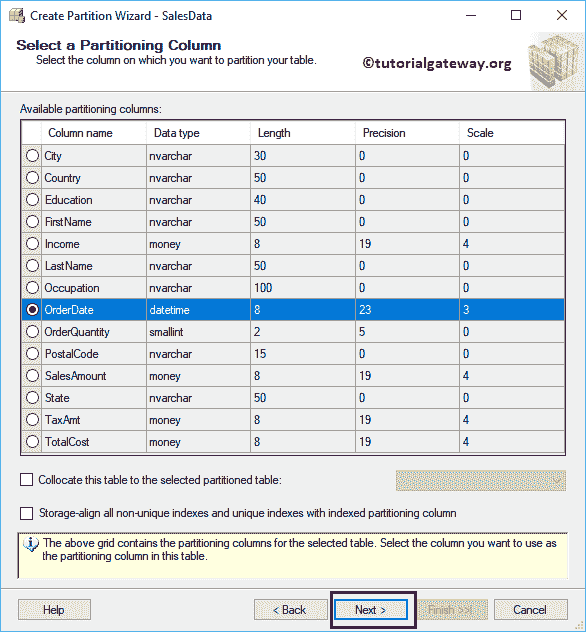 Create Partition Wizard - SalesData
Select a Partitioning Column
Select the column on which you want to partition your table.
©tutorialgateway.org
Available partitioning columns:
Column name Data type Length Precision Scale
City nvarchar 30 0 0
Country nvarchar 50 0 0
Education nvarchar 40 0 0
FirstName nvarchar 50 0 0
Income money 8 19 4
LastName nvarchar 50 0 0
Occupation nvarchar 100 0 0
OrderDate datetime 8 23 3
OrderQuantity smallint 2 5 0
PostalCode nvarchar 15 0 0
SalesAmount money 8 19 4
State nvarchar 50 0 0
TaxAmt money 8 19 4
TotalCost money 8 19 4
Collocate this table to the selected partitioned table:
Storage-align all non-unique indexes and unique indexes with indexed partitioning column
The above grid contains the partitioning columns for the selected table. Select the column you want to use as
the partitioning column in this table.
Help < Back Next > Finish >>| Cancel